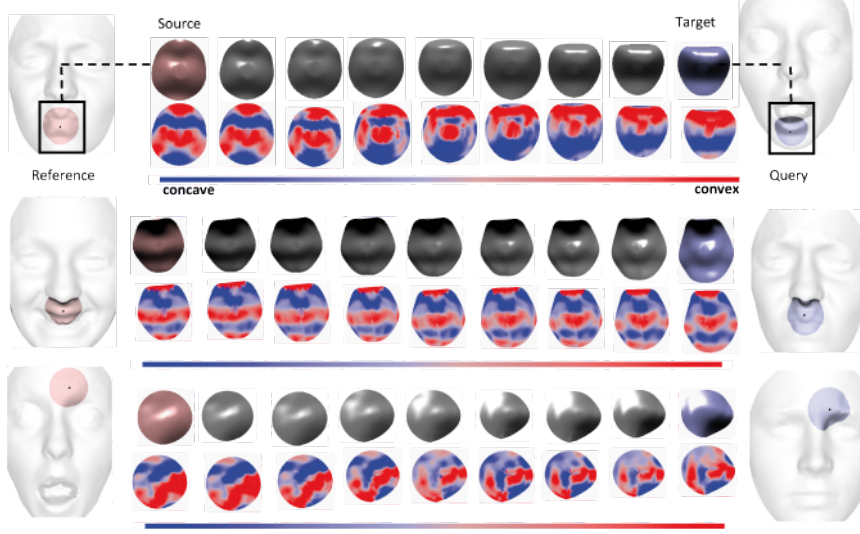 Source
Target
Reference
Query
concave
convex